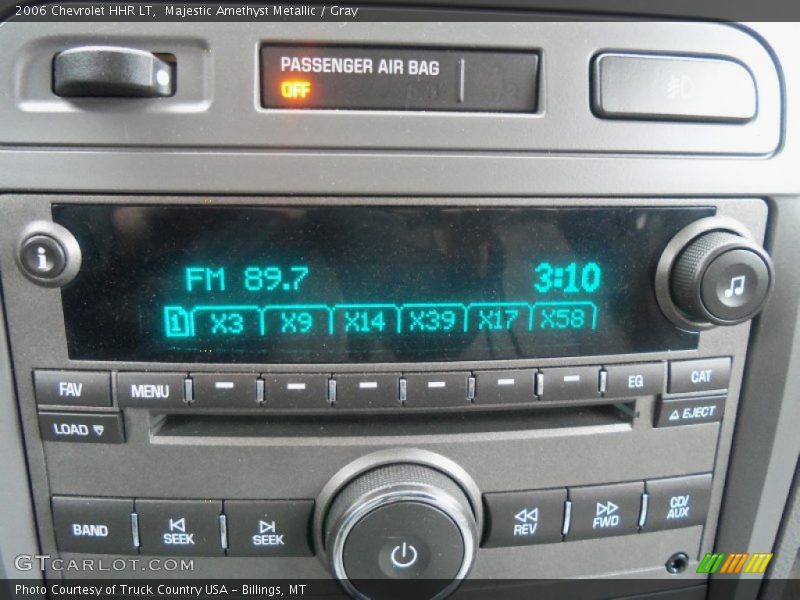 2006 Chevrolet HHR LT,  Majestic Amethyst Metallic / Gray
PASSENGER AIR BAG
OFF
i
FM 89.7 3:10
1 X3 X9 X14 X39 X17 X58
FAV MENU EQ CAT
LOAD EJECT
BAND SEEK SEEK REV FWD CD/AUX
GTCARLOT.COM
Photo Courtesy of Truck Country USA – Billings, MT